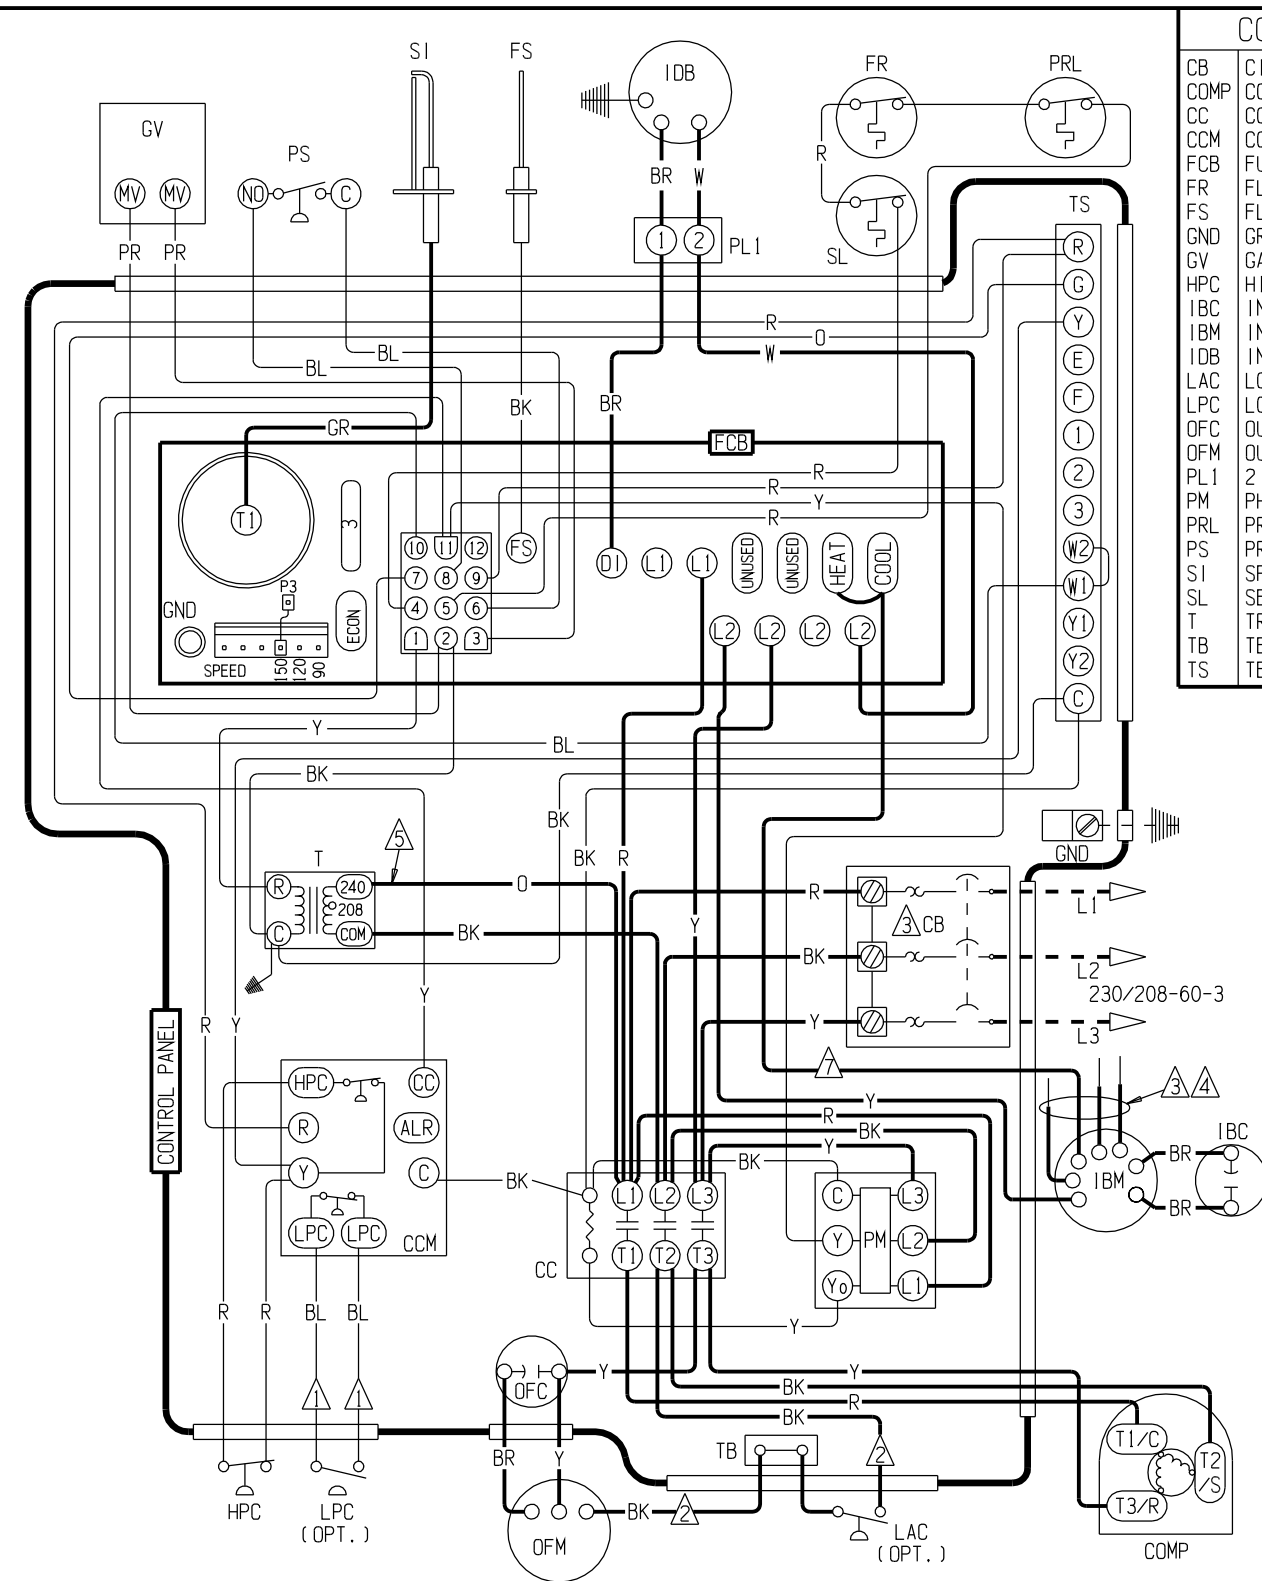 SI
FS
IDB
FR
PRL
GV
PS
MV
MV
NO
C
BR
W
R
SL
TS
PR
PR
1
2
PL1
CB
COMP
CC
CCM
FCB
FR
FS
GND
GV
HPC
IBC
IBM
IDB
LAC
LPC
OFC
OFM
PL1 2
PM
PRL
PS
SI
SL
T
TB
TS
R
G
Y
E
F
1
2
3
W2
W1
Y1
Y2
C
R
O
W
BL
BL
BK
BR
GR
FCB
R
R
Y
R
T1
3
10
11
12
FS
DI
L1
L1
UNUSED
UNUSED
HEAT
COOL
7
8
9
4
5
6
1
2
3
P3
GND
ECON
SPEED
150
120
90
L2
L2
L2
L2
Y
BL
BK
BK
BK
R
5
T
R
C
240
208
COM
O
BK
Y
GND
R
BK
Y
3
CB
L1
L2
230/208-60-3
L3
7
R
Y
Y
CONTROL PANEL
HPC
CC
R
ALR
Y
C
LPC
LPC
CCM
BK
Y
R
BK
Y
BK
3
4
IBC
IBM
BR
BR
L1
L2
L3
T1
T2
T3
CC
C
Y
Yo
PM
L3
L2
L1
Y
R
R
BL
BL
1
1
OFC
Y
Y
BK
R
BK
BR
Y
TB
2
T1/C
T2
/S
T3/R
COMP
HPC
LPC
(OPT.)
OFM
BK
2
LAC
(OPT.)